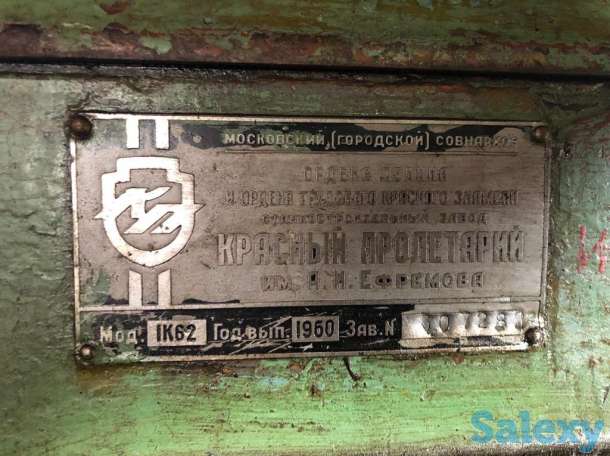 МОСКОВСКИЙ (ГОРОДСКОЙ) СОВНАРХОЗ
ОРДЕНА ЛЕНИНА
И ОРДЕНА ТРУДОВОГО КРАСНОГО ЗНАМЕНИ
СТАНКОСТРОИТЕЛЬНЫЙ ЗАВОД
КРАСНЫЙ ПРОЛЕТАРИЙ
ИМ. А. И. ЕФРЕМОВА
Мод. 1К62 Год вып. 1960 Зав. N
Salexy